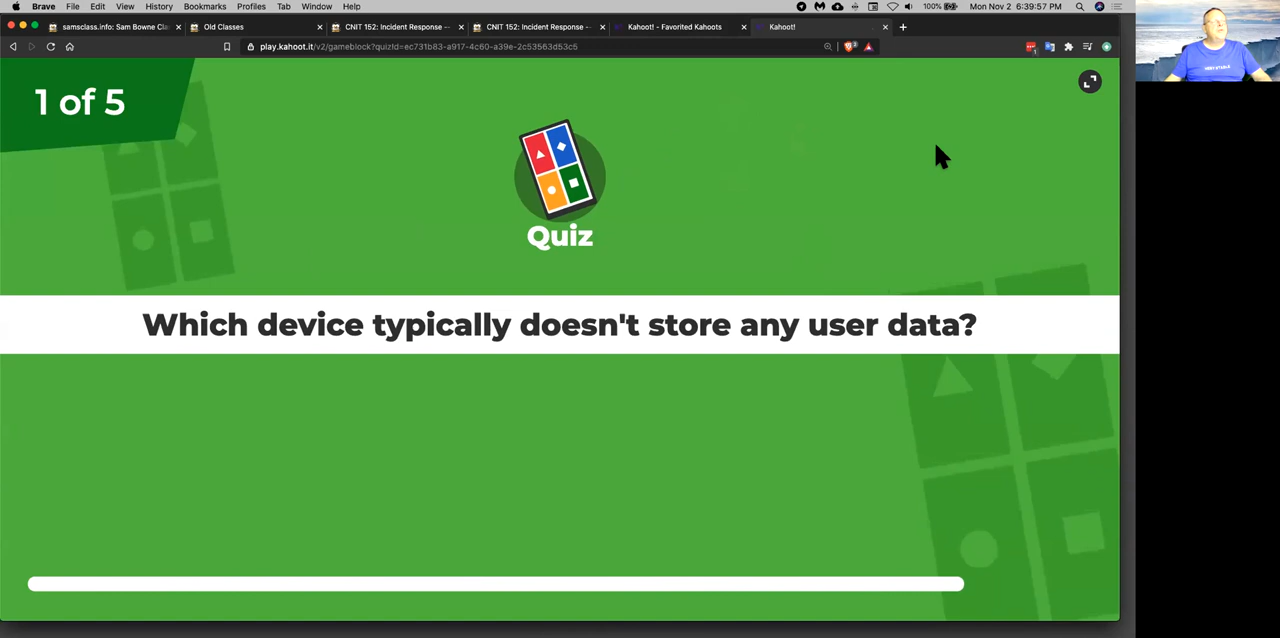 Brave File Edit View History Bookmarks Profiles Tab Window Help 100% Mon Nov 2 6:39:57 PM
samsclass.info: Sam Bowne Cla Old Classes CNIT 152: Incident Response -- CNIT 152: Incident Response -- Kahoot! - Favorited Kahoots Kahoot!
play.kahoot.it/v2/gameblock?quizId=ec731b83-a917-4c60-a39e-2c53563d53c5
1 of 5
Quiz
Which device typically doesn't store any user data?